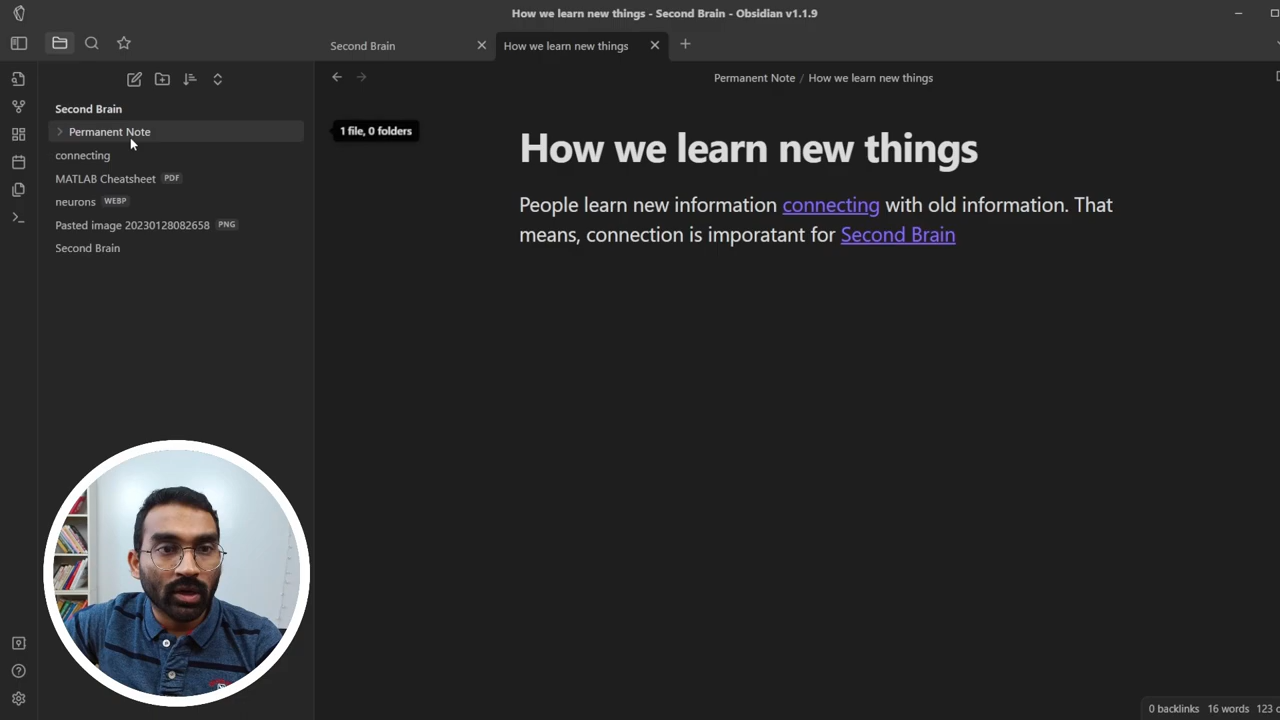 How we learn new things - Second Brain - Obsidian v1.1.9
Second Brain
How we learn new things
Permanent Note / How we learn new things
Second Brain
Permanent Note
1 file, 0 folders
connecting
MATLAB Cheatsheet PDF
neurons WEBP
Pasted image 20230128082658 PNG
Second Brain
How we learn new things
People learn new information connecting with old information. That
means, connection is imporatant for Second Brain
0 backlinks 16 words 123 c